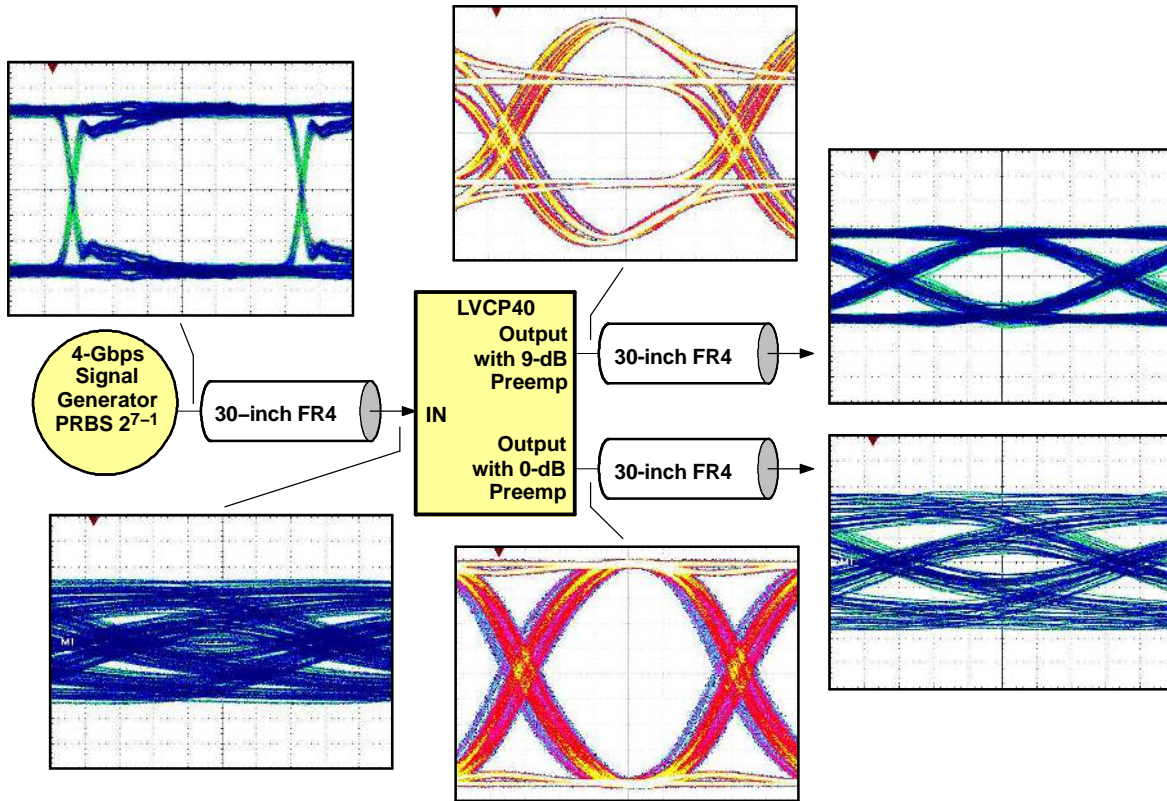 4-Gbps
Signal
Generator
PRBS 2⁷⁻¹
30–inch FR4
LVCP40
IN
Output
with 9-dB
Preemp
30-inch FR4
Output
with 0-dB
Preemp
30-inch FR4
M1
M1